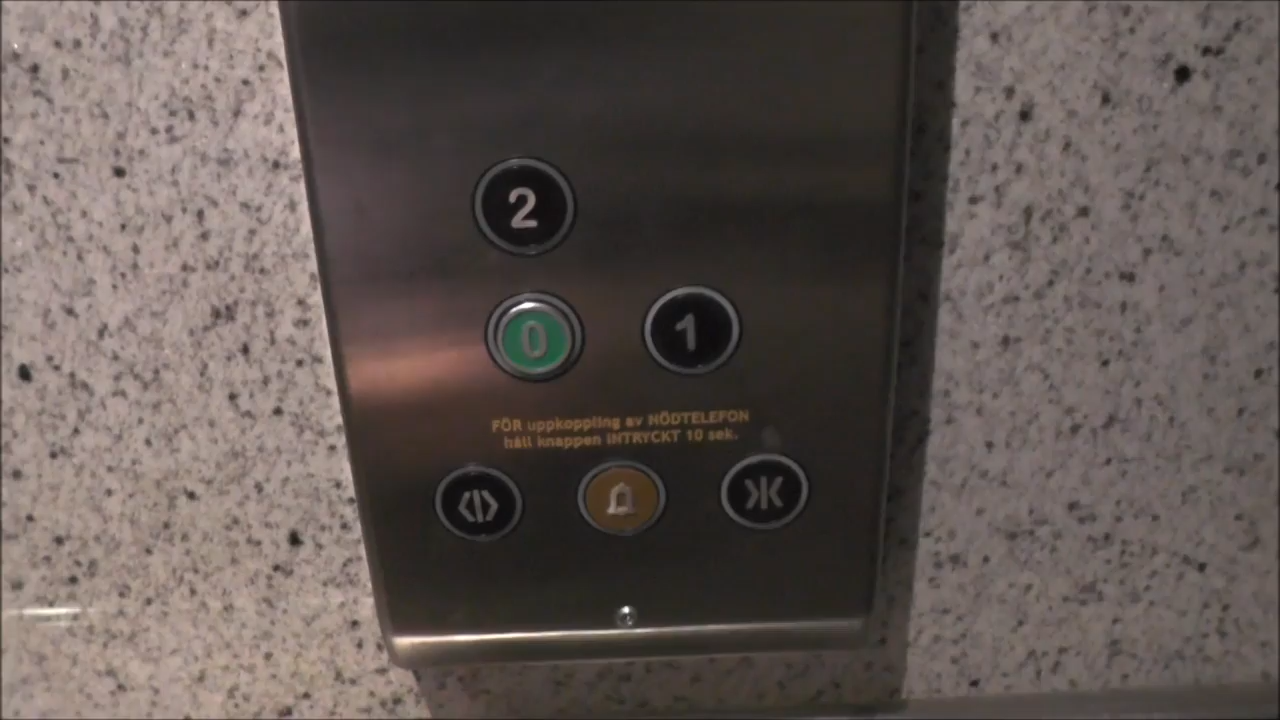 2
0 1
FÖR uppkoppling av NÖDTELEFON
håll knappen INTRYCKT 10 sek.